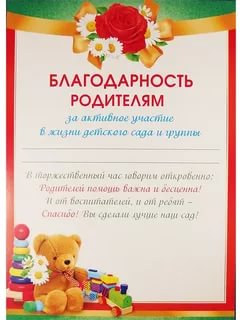 БЛАГОДАРНОСТЬ
РОДИТЕЛЯМ
за активное участие
в жизни детского сада и группы
В торжественный час говорим откровенно:
Родителей помощь важна и бесценна!
И от воспитателей, и от ребят –
Спасибо! Вы сделали лучше наш сад!